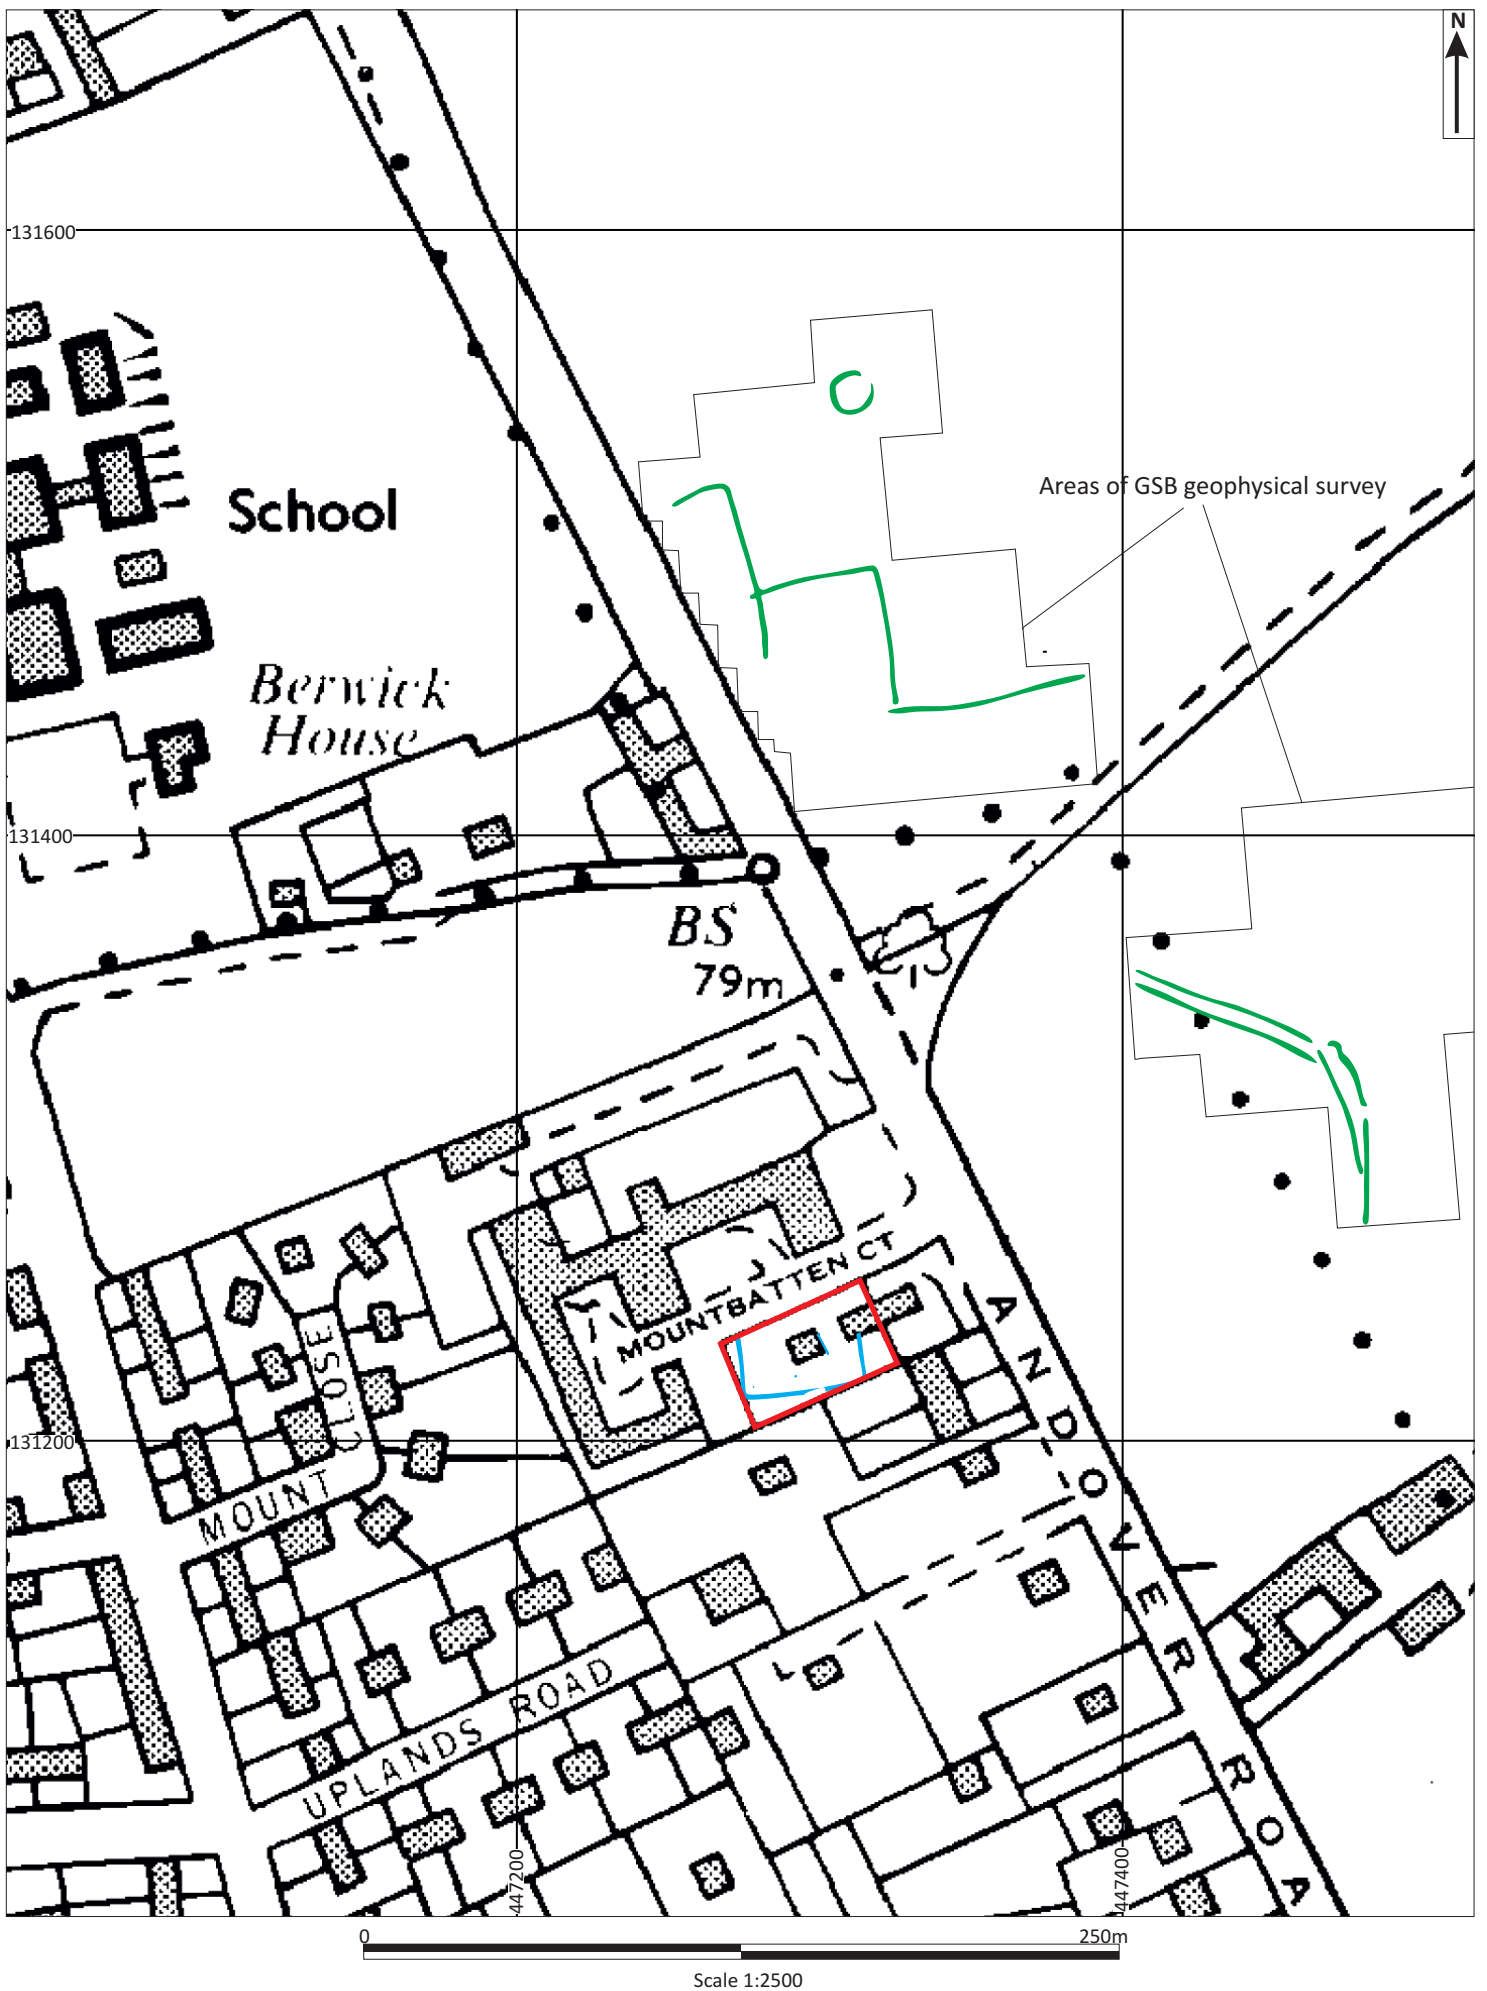 N
131600
Areas of GSB geophysical survey
School
Berwick
House
131400
BS
79m
MOUNTBATTEN CT
ANDOVER ROA
CLOSE
131200
MOUNT
UPLANDS ROAD
447200
447400
0
250m
Scale 1:2500